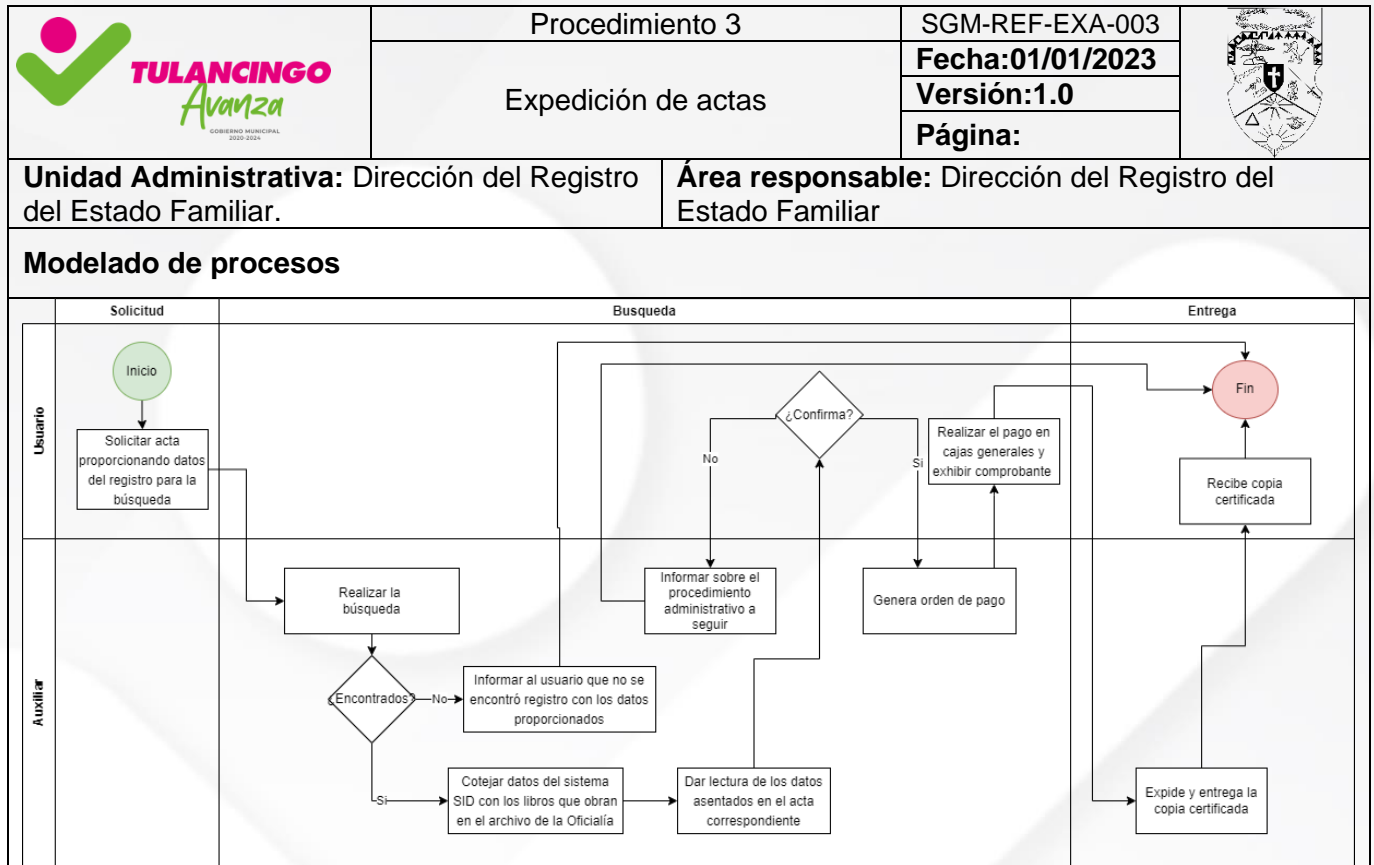 TULANCINGO
Avanza
GOBIERNO MUNICIPAL
2020-2024
Procedimiento 3
Expedición de actas
SGM-REF-EXA-003
Fecha:01/01/2023
Versión:1.0
Página:
Unidad Administrativa: Dirección del Registro
del Estado Familiar.
Área responsable: Dirección del Registro del
Estado Familiar
Modelado de procesos
Solicitud
Busqueda
Entrega
Usuario
Inicio
Solicitar acta
proporcionando datos
del registro para la
búsqueda
¿Confirma?
No
Si
Realizar el pago en
cajas generales y
exhibir comprobante
Fin
Recibe copia
certificada
Auxiliar
Realizar la
búsqueda
¿Encontrados?
No
Informar al usuario que no se
encontró registro con los datos
proporcionados
Informar sobre el
procedimiento
administrativo a
seguir
Genera orden de pago
Si
Cotejar datos del sistema
SID con los libros que obran
en el archivo de la Oficialía
Dar lectura de los datos
asentados en el acta
correspondiente
Expide y entrega la
copia certificada